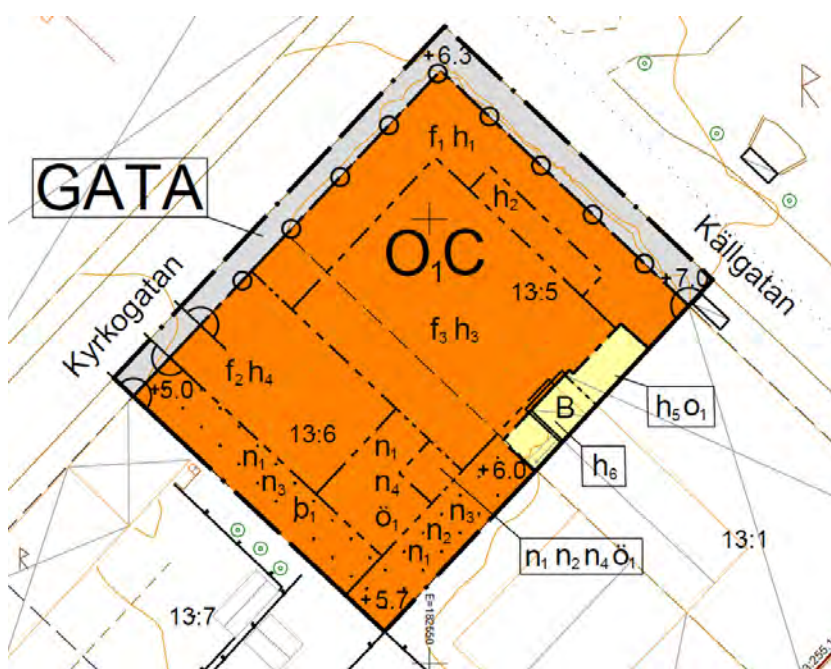 +6.3
f₁ h₁
GATA
h₂
O₁C
Källgatan
+7.0
13:5
Kyrkogatan
f₃ h₃
f₂ h₄
+5.0
B
h₅ o₁
13:6
n₁
n₄
ö₁
n₁
n₃
þ₁
+6.0
h₆
n₃
n₂
n₁
n₁ n₂ n₄ ö₁
13:1
+5.7
13:7
E=182550